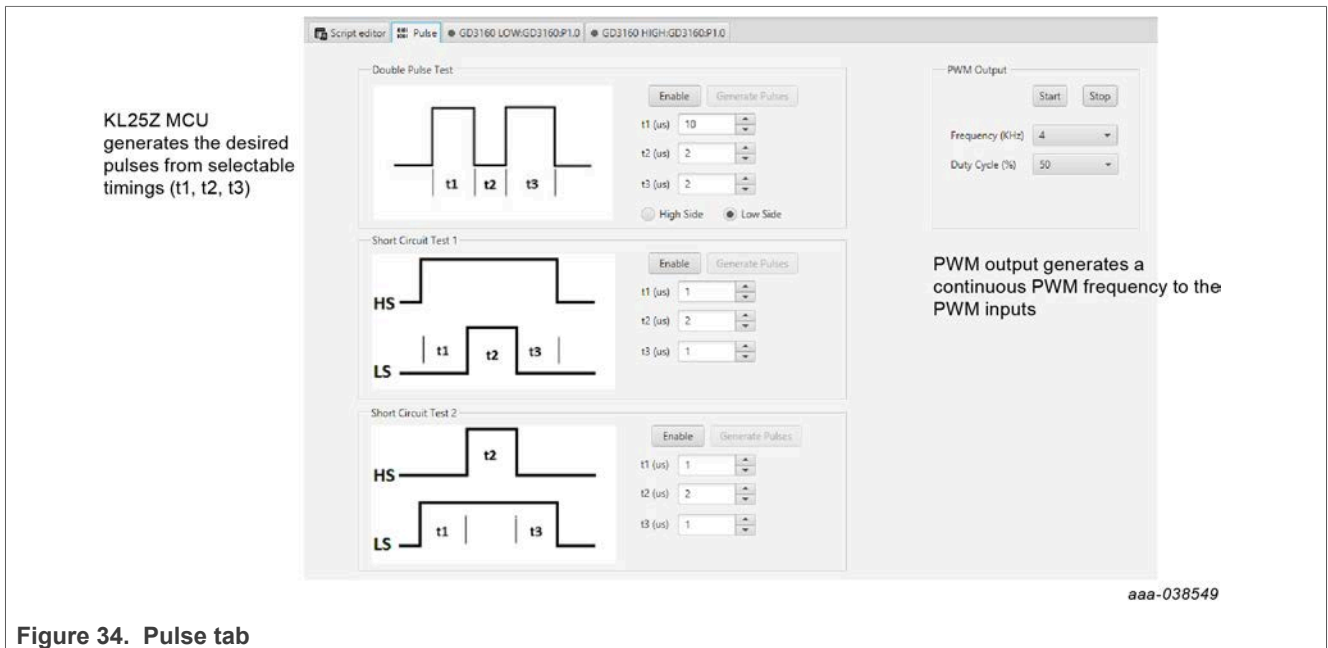 Script editor Pulse GD3160 LOW:GD3160:P1.0 GD3160 HIGH:GD3160:P1.0
KL25Z MCU
generates the desired
pulses from selectable
timings (t1, t2, t3)
Double Pulse Test
t1 t2 t3
Enable Generate Pulses
t1 (us) 10
t2 (us) 2
t3 (us) 2
High Side Low Side
Short Circuit Test 1
HS
t1 t2 t3
LS
Enable Generate Pulses
t1 (us) 1
t2 (us) 2
t3 (us) 1
Short Circuit Test 2
t2
HS
t1 t3
LS
Enable Generate Pulses
t1 (us) 1
t2 (us) 2
t3 (us) 1
PWM Output
Start Stop
Frequency (KHz) 4
Duty Cycle (%) 50
PWM output generates a
continuous PWM frequency to the
PWM inputs
aaa-038549
Figure 34. Pulse tab